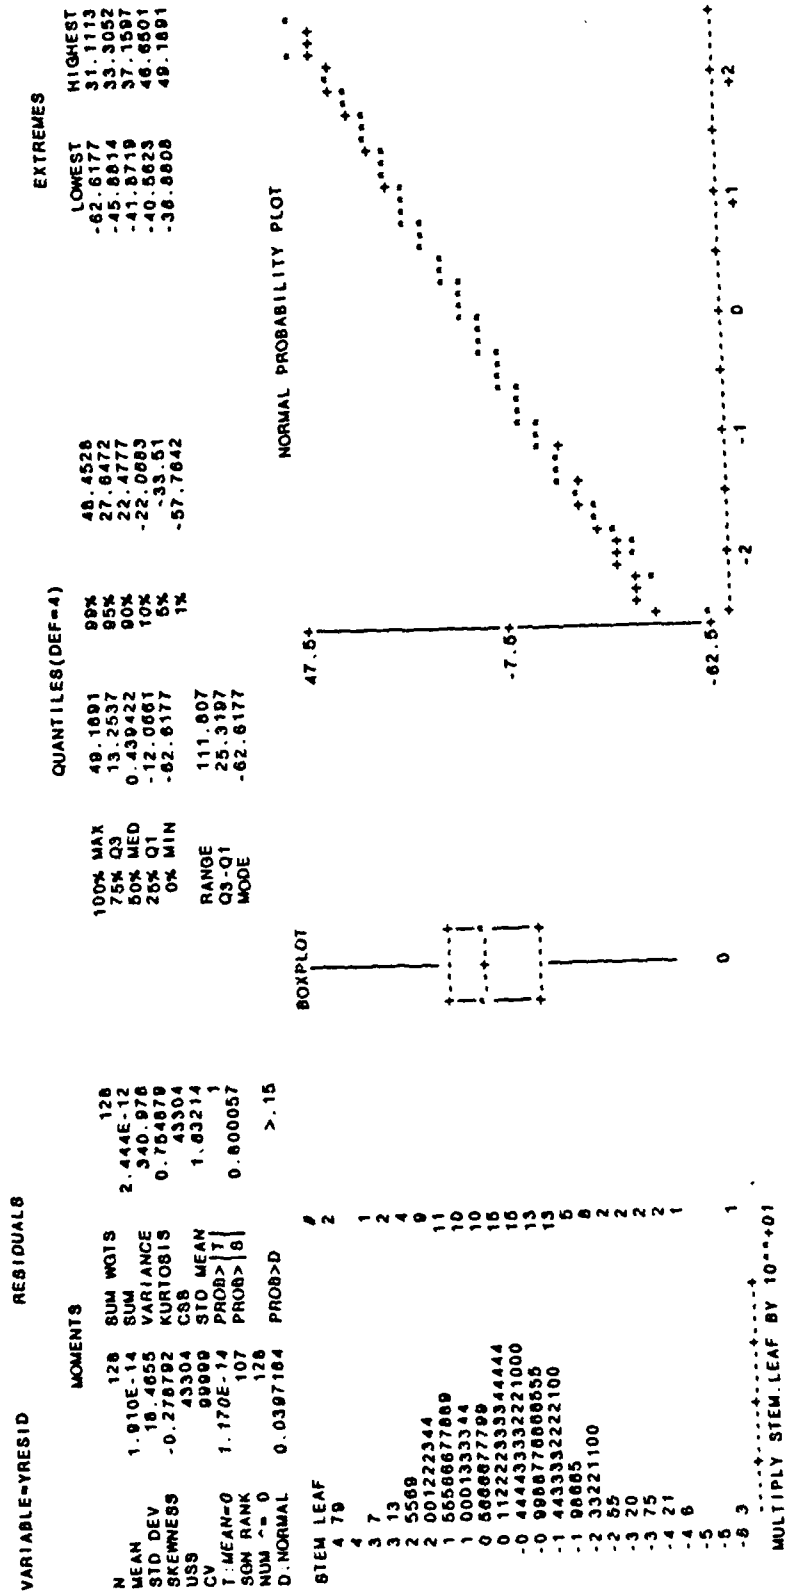 VARIABLE=YRESID RESIDUALS
MOMENTS QUANTILES(DEF=4) EXTREMES
N 128 SUM WGTS 128 100% MAX 49.1891 99% 48.4528 LOWEST HIGHEST
MEAN 1.910E-14 SUM 2.444E-12 75% Q3 13.2537 95% 27.6472 -62.6177 31.1113
STD DEV 18.4655 VARIANCE 340.976 50% MED 0.439422 90% 22.4777 -45.8814 33.3052
SKEWNESS -0.278792 KURTOSIS 0.754879 25% Q1 -12.0661 10% -22.0683 -41.8719 37.1597
USS 43304 CSS 43304 0% MIN -62.6177 5% -33.51 -40.5623 46.6501
CV 99999 STD MEAN 1.63214 1% -57.7642 -36.8808 49.1891
T:MEAN=0 1.170E-14 PROB>|T| 1 RANGE 111.807
SGN RANK 107 PROB>|S| 0.800057 Q3-Q1 25.3197
NUM ^= 0 128 MODE -62.6177
D:NORMAL 0.0397184 PROB>D >.15
STEM LEAF # BOXPLOT NORMAL PROBABILITY PLOT
4 79 2 47.5+
4
3 7 1
3 13 2
2 5569 4
2 001222344 9
1 55566677889 11
1 0001333344 10
0 5666677799 10
0 112222333344444 15
-0 444433332221000 15 -7.5+
-0 9988776666555 13
-1 4433332222100 13
-1 98665 5
-2 33221100 8
-2 55 2
-3 20 2
-3 75 2
-4 21 2
-4 6 1
-5
-5
-6 3 1 0 -62.5+
MULTIPLY STEM.LEAF BY 10**+01 -2 -1 0 +1 +2